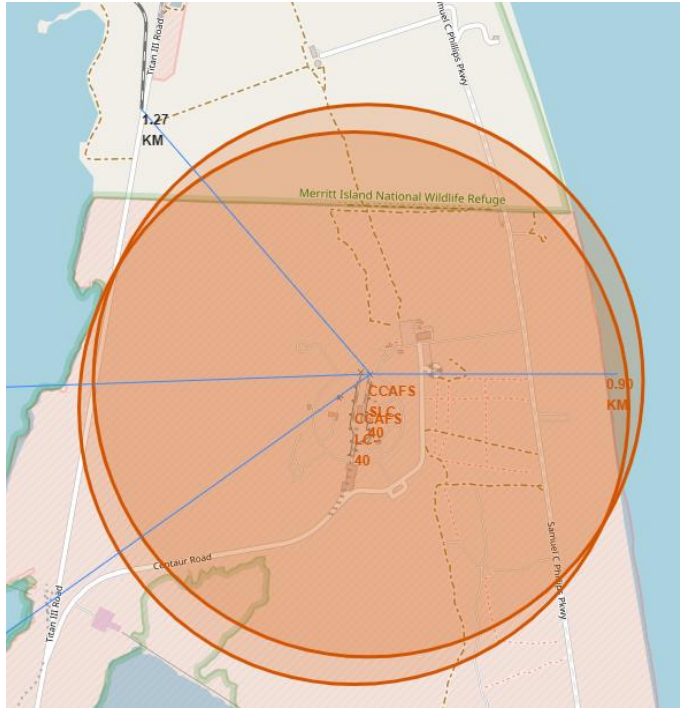 Titan III Road
Samuel C Phillips Pkwy
1.27
KM
Merritt Island National Wildlife Refuge
0.90
KM
CCAFS
SLC-
40
CCAFS
LC-
40
Centaur Road
Titan III Road
Samuel C Phillips Pkwy